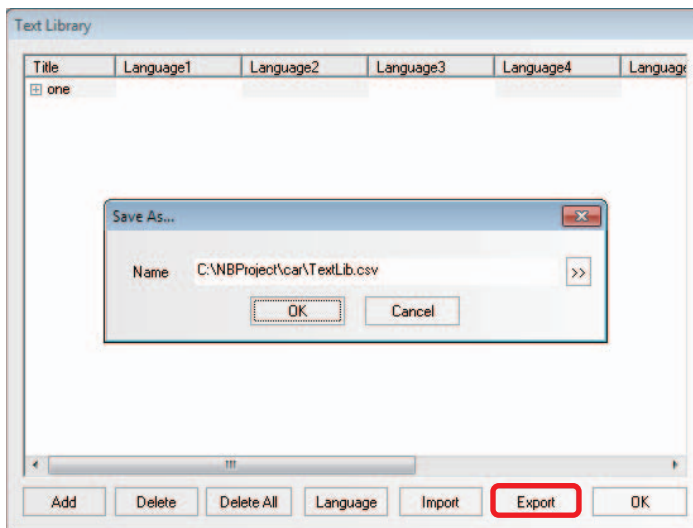 Text Library
Title Language1 Language2 Language3 Language4 Language
one
Save As...
Name C:\NBProject\car\TextLib.csv >>
OK Cancel
Add Delete Delete All Language Import Export OK